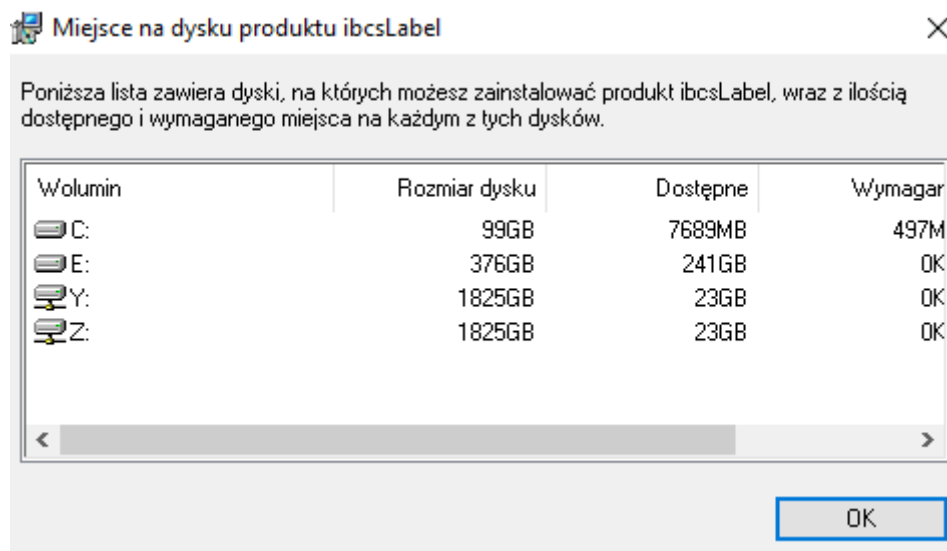 Miejsce na dysku produktu ibcsLabel
Poniższa lista zawiera dyski, na których możesz zainstalować produkt ibcsLabel, wraz z ilością
dostępnego i wymaganego miejsca na każdym z tych dysków.
Wolumin Rozmiar dysku Dostępne Wymagar
C: 99GB 7689MB 497M
E: 376GB 241GB 0K
Y: 1825GB 23GB 0K
Z: 1825GB 23GB 0K
OK